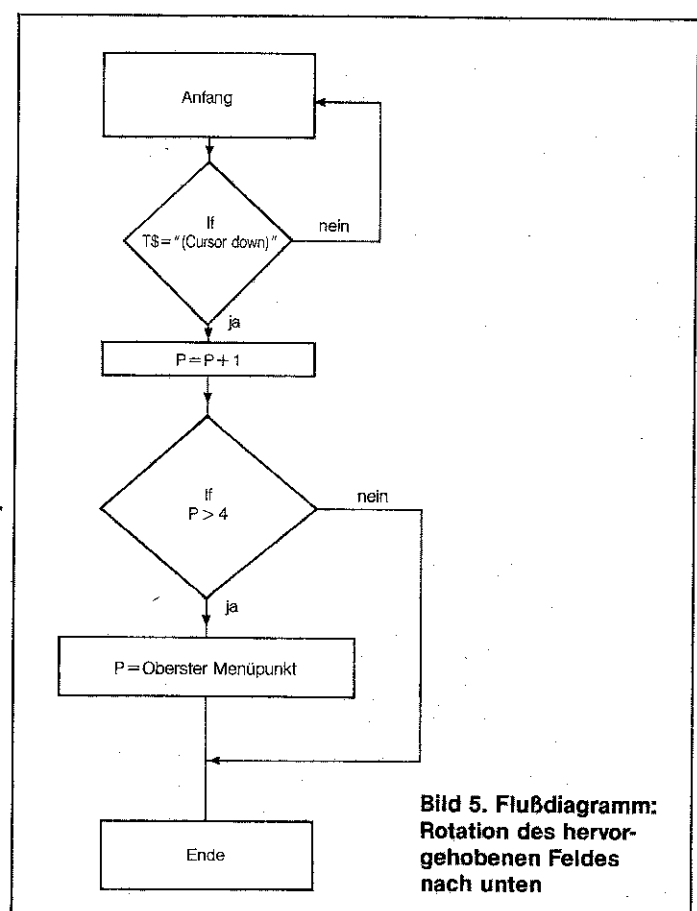 Anfang
If
T$="(Cursor down)"
nein
ja
P=P+1
If
P > 4
nein
ja
P=Oberster Menüpunkt
Ende
Bild 5. Flußdiagramm:
Rotation des hervor-
gehobenen Feldes
nach unten